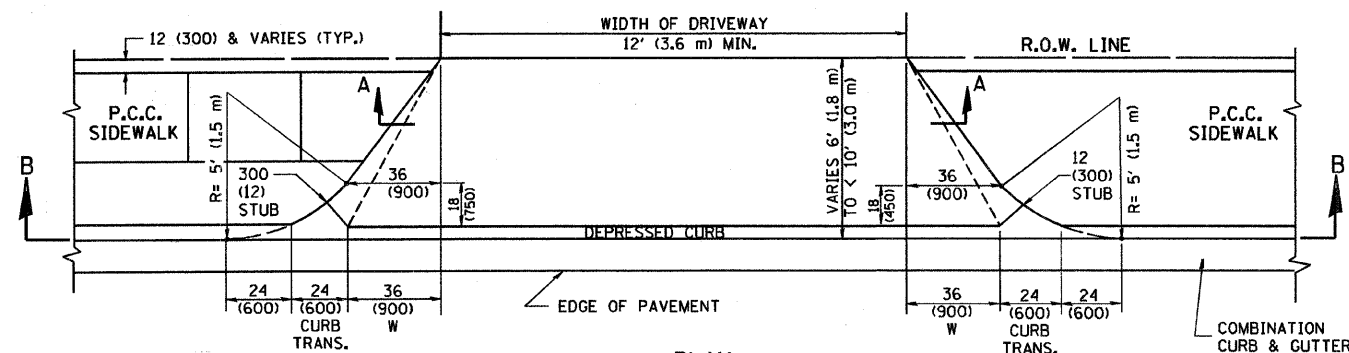 WIDTH OF DRIVEWAY
12' (3.6 m) MIN.
12 (300) & VARIES (TYP.)
R.O.W. LINE
A
A
P.C.C.
SIDEWALK
P.C.C.
SIDEWALK
R= 5' (1.5 m)
VARIES 6' (1.8 m)
TO < 10' (3.0 m)
R= 5' (1.5 m)
B
B
300
(12)
STUB
36
(900)
18
(750)
36
(900)
18
(450)
12
(300)
STUB
DEPRESSED CURB
24
(600)
24
(600)
CURB
TRANS.
36
(900)
W
EDGE OF PAVEMENT
36
(900)
W
24
(600)
CURB
TRANS.
24
(600)
COMBINATION
CURB & GUTTER